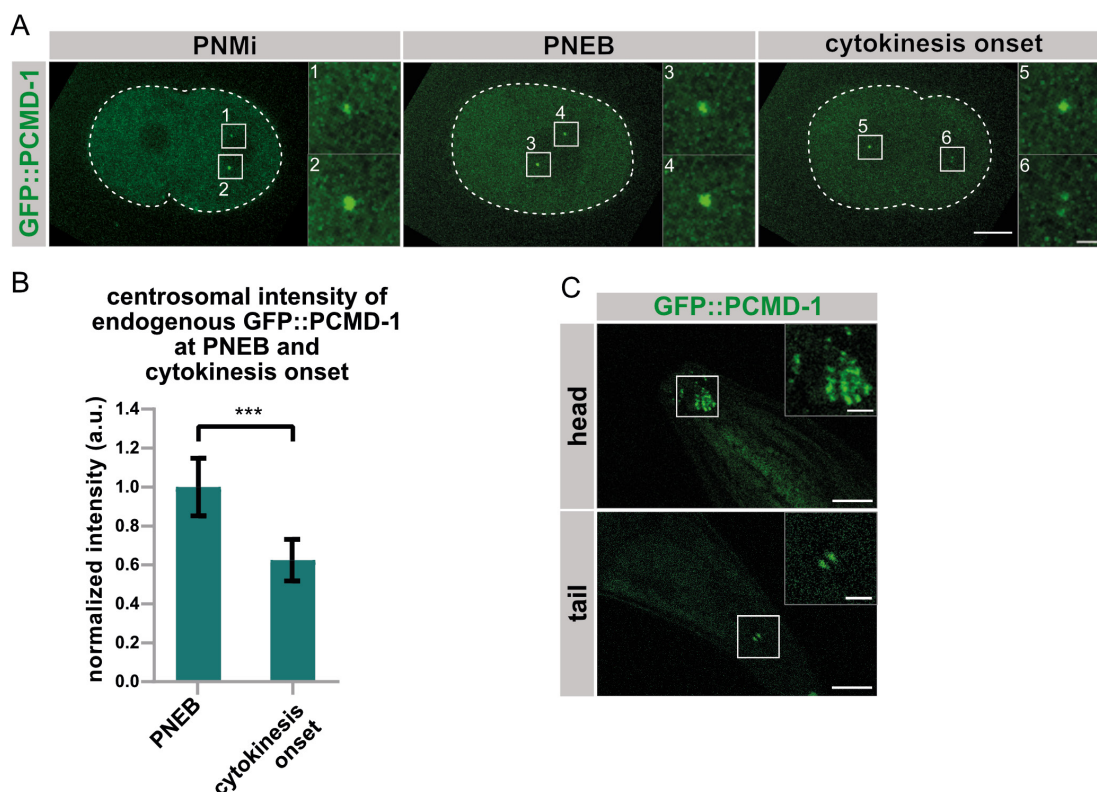 A
PNMi
PNEB
cytokinesis onset
GFP::PCMD-1
1
2
1
2
3
4
3
4
5
6
5
6
B
centrosomal intensity of
endogenous GFP::PCMD-1
at PNEB and
cytokinesis onset
normalized intensity (a.u.)
1.4
1.2
1.0
0.8
0.6
0.4
0.2
0.0
***
PNEB
cytokinesis
onset
C
GFP::PCMD-1
head
tail